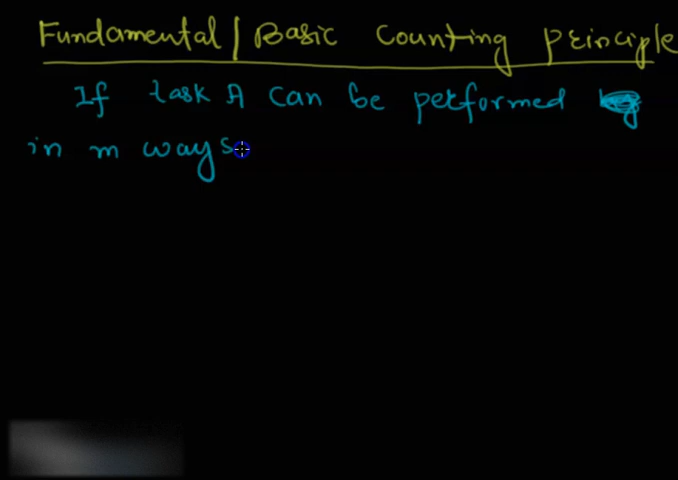 Fundamental | Basic Counting Principle
If task A can be performed
in m ways